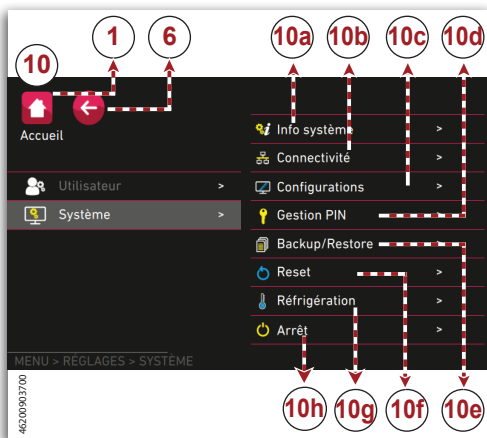 1 6 10a 10b 10c 10d
10
Accueil
Info système >
Connectivité >
Utilisateur >
Configurations >
Système >
Gestion PIN
Backup/Restore
Reset >
Réfrigération >
Arrêt >
MENU > RÉGLAGES > SYSTÈME
46200903700
10h 10g 10f 10e